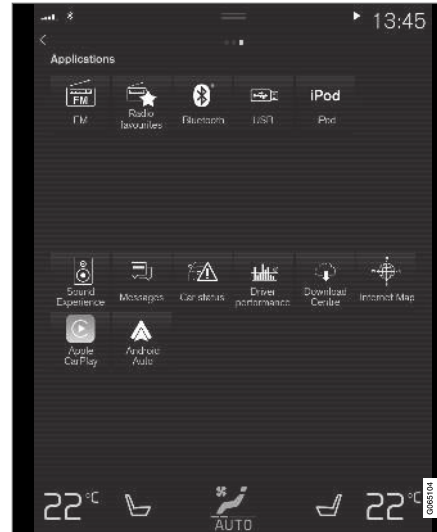 13:45
Applications
FM
iPod
FM
Radio
favourites
Bluetooth
USB
iPod
Sound
Experience
Messages
Car status
Driver
performance
Download
Centre
Internet Map
Apple
CarPlay
Android
Auto
22°C
22°C
AUTO
G065104